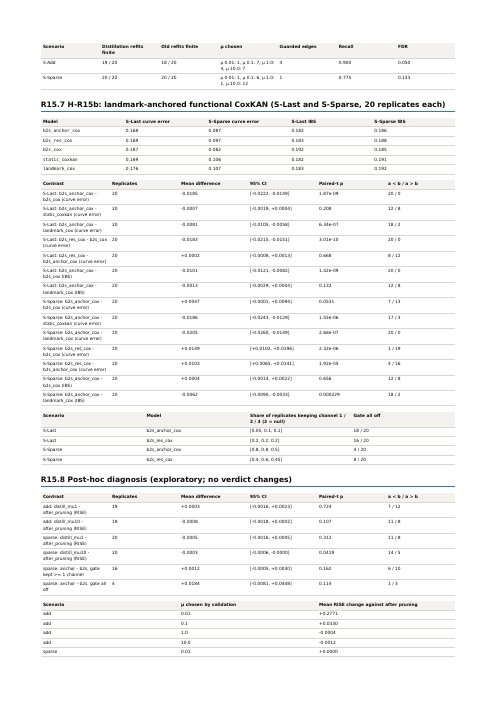 Scenario Distillation refits Old refits finite μ chosen Guarded edges Recall FDR
finite
S-Add 19 / 20 18 / 20 μ 0.01: 1, μ 0.1: 7, μ 1.0: 4 0.900 0.050
4, μ 10.0: 7
S-Sparse 20 / 20 20 / 20 μ 0.01: 1, μ 0.1: 6, μ 1.0: 1 0.775 0.133
1, μ 10.0: 12
R15.7 H-R15b: landmark-anchored functional CoxKAN (S-Last and S-Sparse, 20 replicates each)
Model S-Last curve error S-Sparse curve error S-Last IBS S-Sparse IBS
b2s_anchor_cox 0.168 0.087 0.182 0.186
b2s_res_cox 0.169 0.097 0.183 0.188
b2s_cox 0.187 0.082 0.192 0.185
static_coxkan 0.169 0.106 0.182 0.191
landmark_cox 0.176 0.107 0.183 0.192
Contrast Replicates Mean difference 95% CI Paired-t p a < b / a > b
S-Last: b2s_anchor_cox - 20 -0.0185 [-0.0222, -0.0149] 1.87e-09 20 / 0
b2s_cox (curve error)
S-Last: b2s_anchor_cox - 20 -0.0007 [-0.0019, +0.0004] 0.208 12 / 8
static_coxkan (curve error)
S-Last: b2s_anchor_cox - 20 -0.0081 [-0.0105, -0.0058] 6.34e-07 18 / 2
landmark_cox (curve error)
S-Last: b2s_res_cox - b2s_cox 20 -0.0183 [-0.0215, -0.0151] 3.01e-10 20 / 0
(curve error)
S-Last: b2s_res_cox - 20 +0.0002 [-0.0008, +0.0013] 0.668 8 / 12
b2s_anchor_cox (curve error)
S-Last: b2s_anchor_cox - 20 -0.0101 [-0.0121, -0.0082] 1.42e-09 20 / 0
b2s_cox (IBS)
S-Last: b2s_anchor_cox - 20 -0.0013 [-0.0029, +0.0004] 0.132 12 / 8
landmark_cox (IBS)
S-Sparse: b2s_anchor_cox - 20 +0.0047 [-0.0001, +0.0094] 0.0531 7 / 13
b2s_cox (curve error)
S-Sparse: b2s_anchor_cox - 20 -0.0186 [-0.0243, -0.0129] 1.55e-06 17 / 3
static_coxkan (curve error)
S-Sparse: b2s_anchor_cox - 20 -0.0205 [-0.0260, -0.0149] 2.68e-07 20 / 0
landmark_cox (curve error)
S-Sparse: b2s_res_cox - 20 +0.0149 [+0.0102, +0.0196] 2.32e-06 1 / 19
b2s_cox (curve error)
S-Sparse: b2s_res_cox - 20 +0.0103 [+0.0065, +0.0141] 1.92e-05 4 / 16
b2s_anchor_cox (curve error)
S-Sparse: b2s_anchor_cox - 20 +0.0004 [-0.0014, +0.0022] 0.656 12 / 8
b2s_cox (IBS)
S-Sparse: b2s_anchor_cox - 20 -0.0062 [-0.0090, -0.0033] 0.000229 18 / 2
landmark_cox (IBS)
Scenario Model Share of replicates keeping channel 1 / Gate all off
2 / 3 (3 = null)
S-Last b2s_anchor_cox [0.05, 0.1, 0.1] 18 / 20
S-Last b2s_res_cox [0.2, 0.2, 0.2] 16 / 20
S-Sparse b2s_anchor_cox [0.8, 0.8, 0.5] 4 / 20
S-Sparse b2s_res_cox [0.4, 0.6, 0.45] 8 / 20
R15.8 Post-hoc diagnosis (exploratory; no verdict changes)
Contrast Replicates Mean difference 95% CI Paired-t p a < b / a > b
add: distill_mu1 - 19 +0.0003 [-0.0016, +0.0023] 0.724 7 / 12
after_pruning (RISE)
add: distill_mu10 - 19 -0.0008 [-0.0018, +0.0002] 0.107 11 / 8
after_pruning (RISE)
sparse: distill_mu1 - 20 -0.0005 [-0.0016, +0.0005] 0.312 11 / 8
after_pruning (RISE)
sparse: distill_mu10 - 20 -0.0003 [-0.0006, -0.0000] 0.0419 14 / 5
after_pruning (RISE)
sparse: anchor - b2s, gate 16 +0.0012 [-0.0005, +0.0030] 0.162 6 / 10
kept >= 1 channel
sparse: anchor - b2s, gate all 4 +0.0184 [-0.0081, +0.0448] 0.114 1 / 3
off
Scenario μ chosen by validation Mean RISE change against after pruning
add 0.01 +0.2771
add 0.1 +0.0330
add 1.0 -0.0004
add 10.0 -0.0012
sparse 0.01 +0.0000